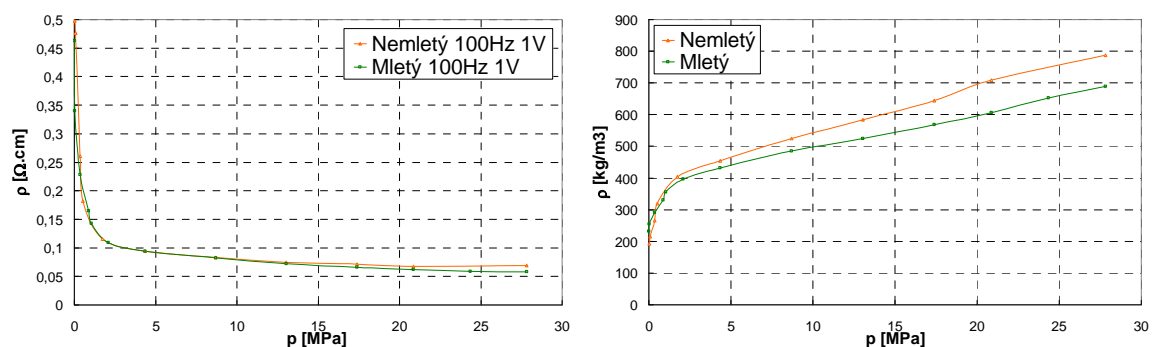 0,5
0,45
0,4
0,35
0,3
0,25
0,2
0,15
0,1
0,05
0
ρ [Ω.cm]
Nemletý 100Hz 1V
Mletý 100Hz 1V
0 5 10 15 20 25 30
p [MPa]
900
800
700
600
500
400
300
200
100
0
ρ [kg/m3]
Nemletý
Mletý
0 5 10 15 20 25 30
p [MPa]